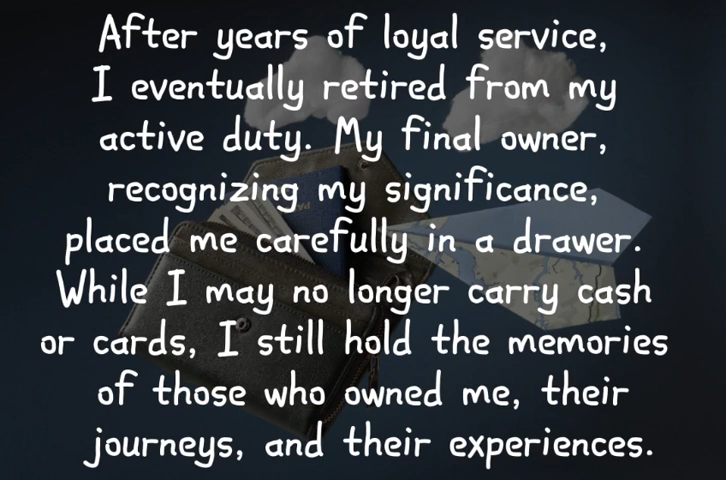 After years of loyal service,
I eventually retired from my
active duty. My final owner,
recognizing my significance,
placed me carefully in a drawer.
While I may no longer carry cash
or cards, I still hold the memories
of those who owned me, their
journeys, and their experiences.